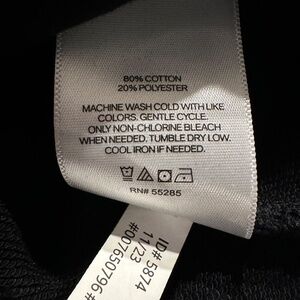 80% COTTON
20% POLYESTER
MACHINE WASH COLD WITH LIKE
COLORS. GENTLE CYCLE.
ONLY NON-CHLORINE BLEACH
WHEN NEEDED. TUMBLE DRY LOW.
COOL IRON IF NEEDED.
RN# 55285
ID# 5874
11/23
#007650796#